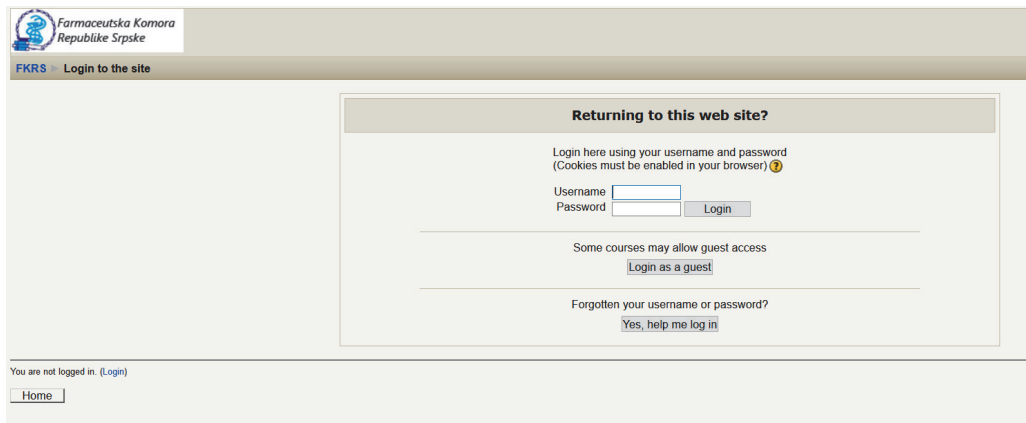 Farmaceutska Komora
Republike Srpske
FKRS ► Login to the site
Returning to this web site?
Login here using your username and password
(Cookies must be enabled in your browser) ?
Username
Password Login
Some courses may allow guest access
Login as a guest
Forgotten your username or password?
Yes, help me log in
You are not logged in. (Login)
Home